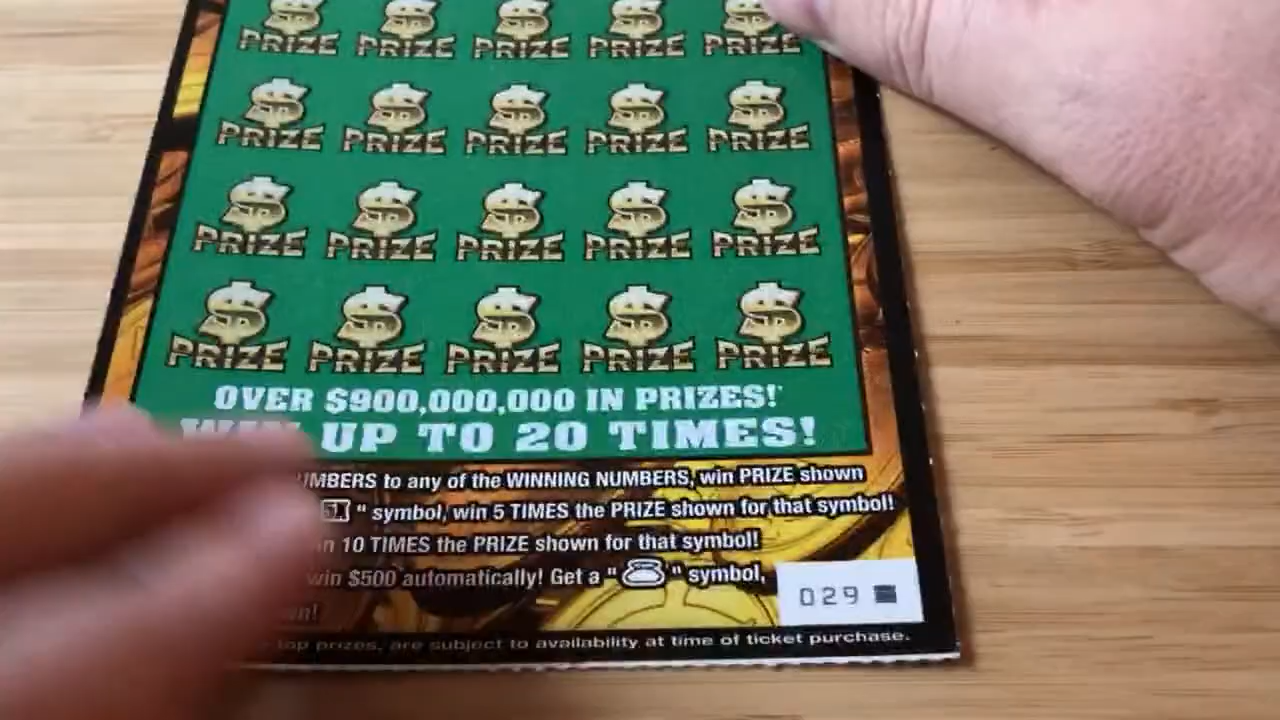 PRIZE PRIZE PRIZE PRIZE PRIZE
PRIZE PRIZE PRIZE PRIZE PRIZE
PRIZE PRIZE PRIZE PRIZE PRIZE
PRIZE PRIZE PRIZE PRIZE PRIZE
OVER $900,000,000 IN PRIZES!*
WIN UP TO 20 TIMES!
to any of the WINNING NUMBERS, win PRIZE shown
" symbol, win 5 TIMES the PRIZE shown for that symbol!
10 TIMES the PRIZE shown for that symbol!
win $500 automatically! Get a " " symbol,
029
top prizes, are subject to availability at time of ticket purchase.